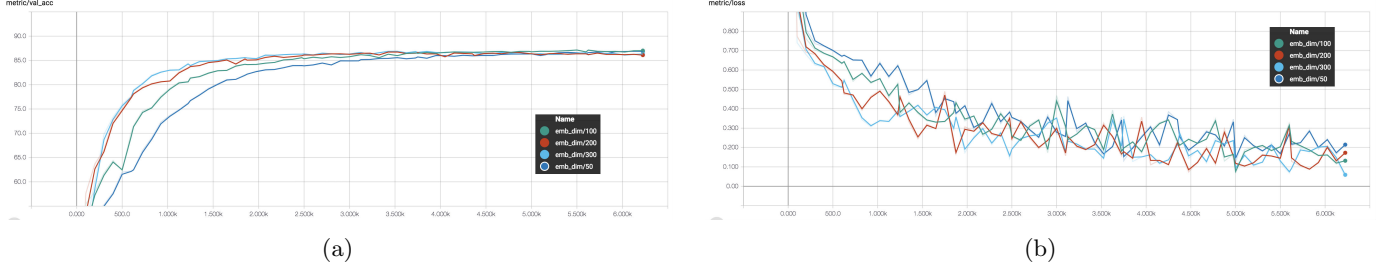 metric/val_acc
90.0
85.0
80.0
75.0
70.0
65.0
60.0
0.000 500.0 1.000k 1.500k 2.000k 2.500k 3.000k 3.500k 4.000k 4.500k 5.000k 5.500k 6.000k
Name
emb_dim/100
emb_dim/200
emb_dim/300
emb_dim/50
(a)
metric/loss
0.800
0.700
0.600
0.500
0.400
0.300
0.200
0.100
0.00
0.000 500.0 1.000k 1.500k 2.000k 2.500k 3.000k 3.500k 4.000k 4.500k 5.000k 5.500k 6.000k
Name
emb_dim/100
emb_dim/200
emb_dim/300
emb_dim/50
(b)